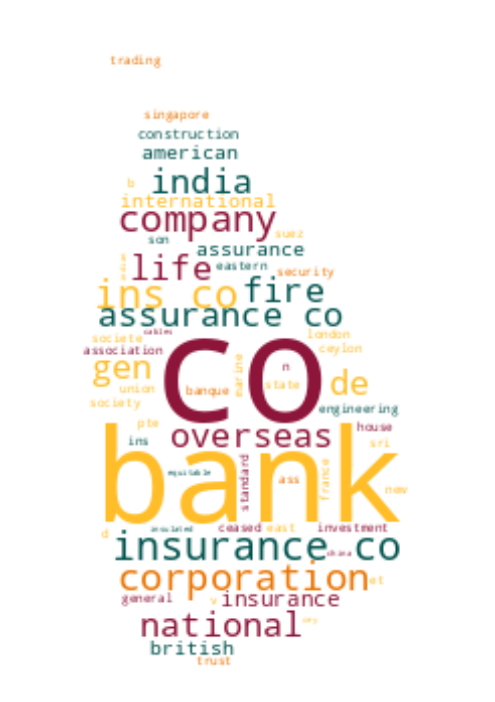 trading
singapore
construction
american
b india
international
company
son suez
assurance
life eastern security
indian
ins co fire
assurance co
societe cables london
association ceylon
co
gen marine n
union banque state de
society engineering
pte house
overseas
ins sri
bank
equitable
standard ass france new
insulated ceased east investment
d
insurance co
china
corporation et
general v insurance
national
british
trust